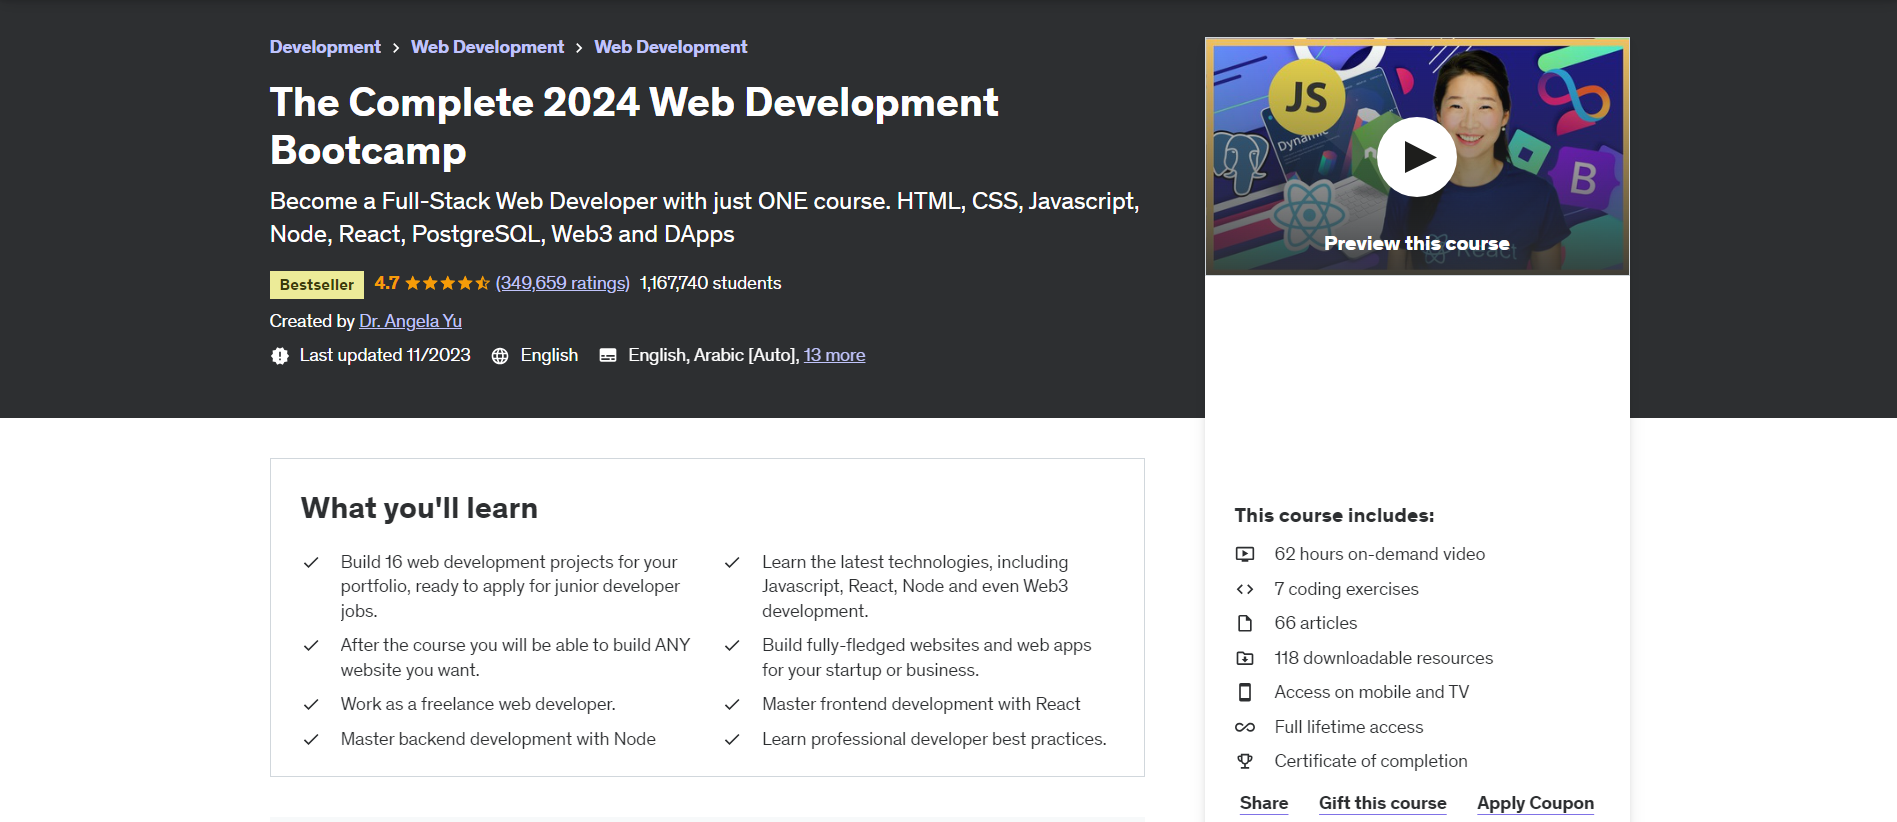 Development > Web Development > Web Development
The Complete 2024 Web Development
Bootcamp
Become a Full-Stack Web Developer with just ONE course. HTML, CSS, Javascript,
Node, React, PostgreSQL, Web3 and DApps
Bestseller 4.7 (349,659 ratings) 1,167,740 students
Created by Dr. Angela Yu
Last updated 11/2023 English English, Arabic [Auto], 13 more
JS
Dynamic
B
Preview this course
React
What you'll learn
Build 16 web development projects for your
portfolio, ready to apply for junior developer
jobs.
After the course you will be able to build ANY
website you want.
Work as a freelance web developer.
Master backend development with Node
Learn the latest technologies, including
Javascript, React, Node and even Web3
development.
Build fully-fledged websites and web apps
for your startup or business.
Master frontend development with React
Learn professional developer best practices.
This course includes:
62 hours on-demand video
7 coding exercises
66 articles
118 downloadable resources
Access on mobile and TV
Full lifetime access
Certificate of completion
Share Gift this course Apply Coupon